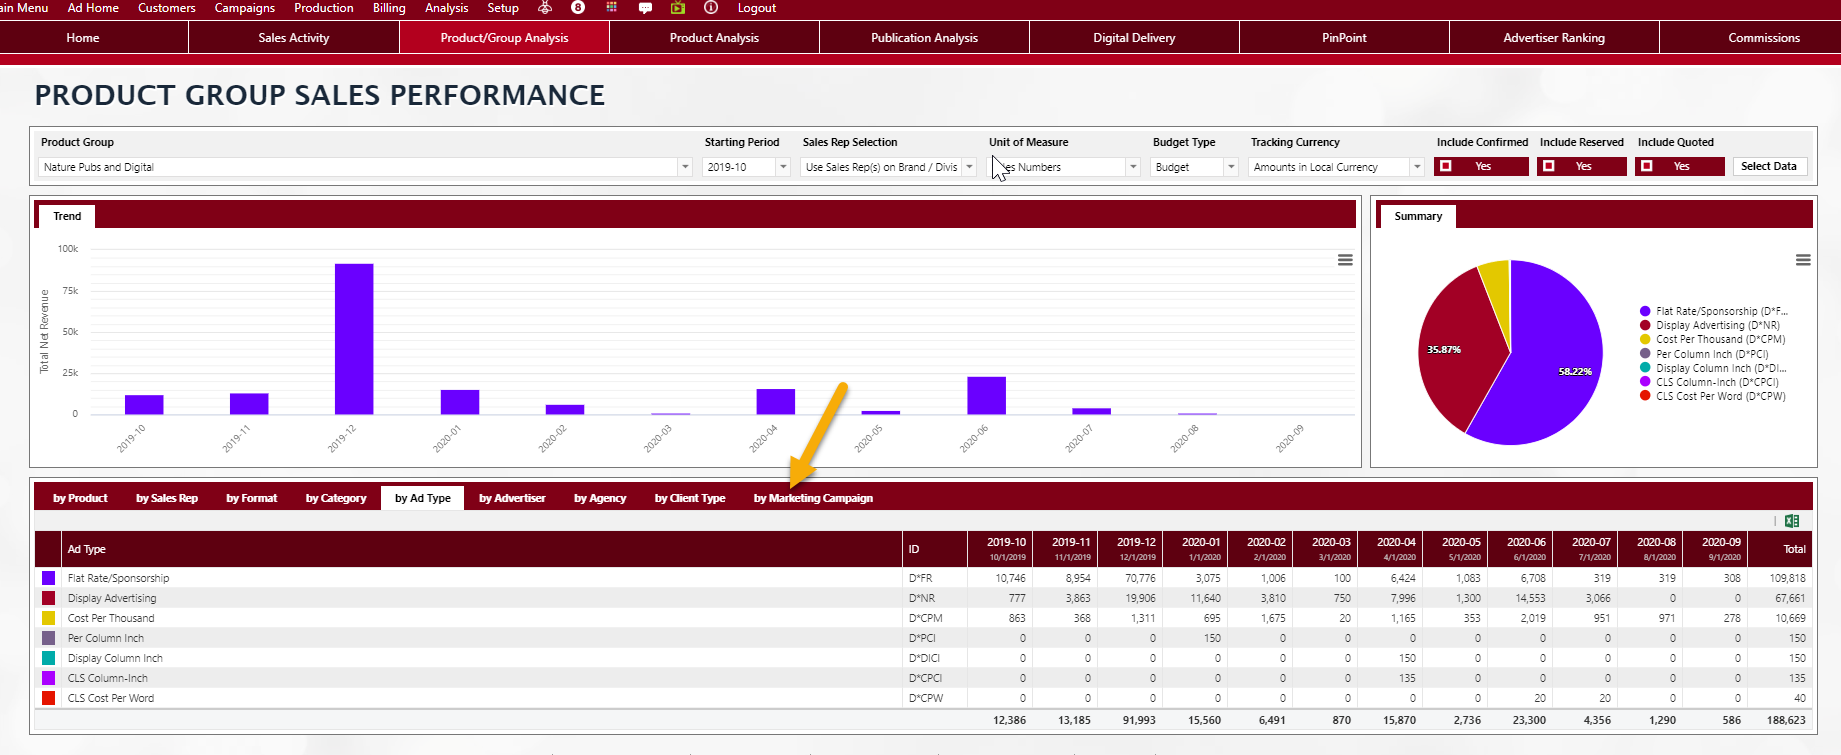 ain Menu Ad Home Customers Campaigns Production Billing Analysis Setup 8 Logout
Home Sales Activity Product/Group Analysis Product Analysis Publication Analysis Digital Delivery PinPoint Advertiser Ranking Commissions
PRODUCT GROUP SALES PERFORMANCE
Product Group Starting Period Sales Rep Selection Unit of Measure Budget Type Tracking Currency Include Confirmed Include Reserved Include Quoted
Nature Pubs and Digital 2019-10 Use Sales Rep(s) on Brand / Divis es Numbers Budget Amounts in Local Currency Yes Yes Yes Select Data
Trend
Total Net Revenue
100k
75k
50k
25k
0
2019-10 2019-11 2019-12 2020-01 2020-02 2020-03 2020-04 2020-05 2020-06 2020-07 2020-08 2020-09
Summary
35.87%
58.22%
Flat Rate/Sponsorship (D*F...
Display Advertising (D*NR)
Cost Per Thousand (D*CPM)
Per Column Inch (D*PCI)
Display Column Inch (D*DI...
CLS Column-Inch (D*CPCI)
CLS Cost Per Word (D*CPW)
by Product by Sales Rep by Format by Category by Ad Type by Advertiser by Agency by Client Type by Marketing Campaign
Ad Type ID 2019-10 2019-11 2019-12 2020-01 2020-02 2020-03 2020-04 2020-05 2020-06 2020-07 2020-08 2020-09 Total
10/1/2019 11/1/2019 12/1/2019 1/1/2020 2/1/2020 3/1/2020 4/1/2020 5/1/2020 6/1/2020 7/1/2020 8/1/2020 9/1/2020
Flat Rate/Sponsorship D*FR 10,746 8,954 70,776 3,075 1,006 100 6,424 1,083 6,708 319 319 308 109,818
Display Advertising D*NR 777 3,863 19,906 11,640 3,810 750 7,996 1,300 14,553 3,066 0 0 67,661
Cost Per Thousand D*CPM 863 368 1,311 695 1,675 20 1,165 353 2,019 951 971 278 10,669
Per Column Inch D*PCI 0 0 0 150 0 0 0 0 0 0 0 0 150
Display Column Inch D*DICI 0 0 0 0 0 0 150 0 0 0 0 0 150
CLS Column-Inch D*CPCI 0 0 0 0 0 0 135 0 0 0 0 0 135
CLS Cost Per Word D*CPW 0 0 0 0 0 0 0 0 20 20 0 0 40
12,386 13,185 91,993 15,560 6,491 870 15,870 2,736 23,300 4,356 1,290 586 188,623